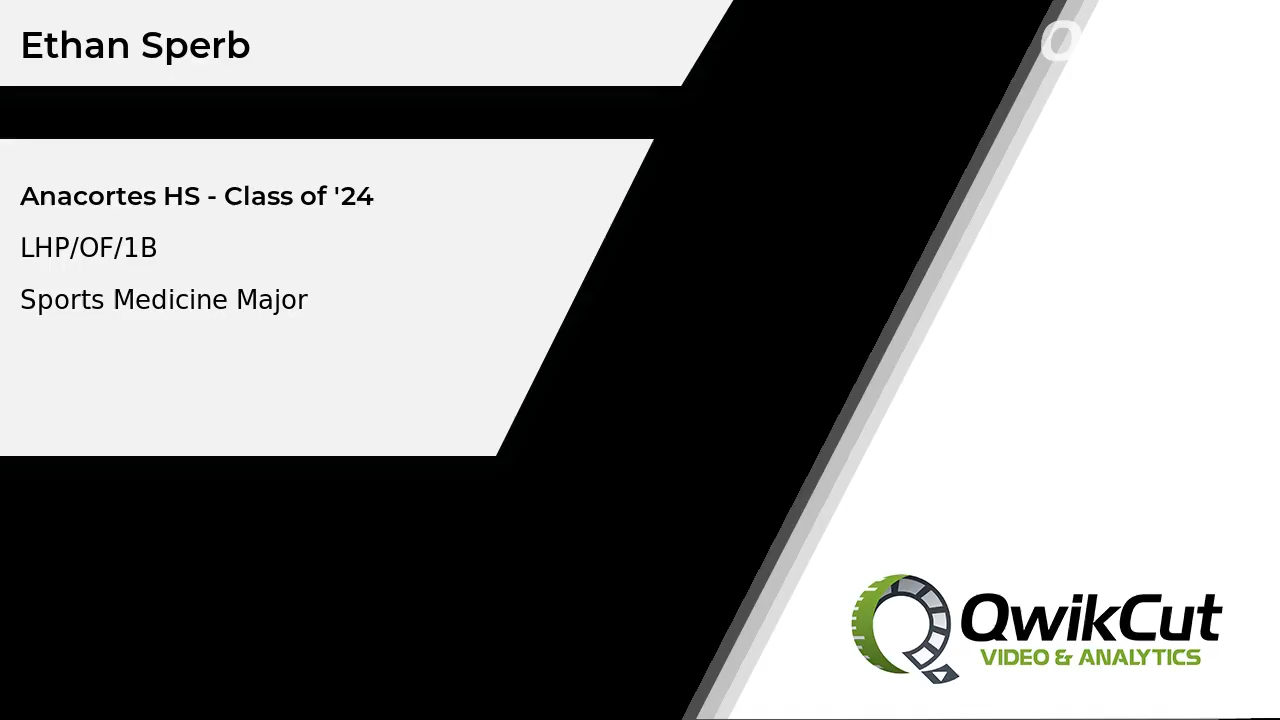 Ethan Sperb
Anacortes HS - Class of '24
LHP/OF/1B
Sports Medicine Major
QwikCut
VIDEO & ANALYTICS